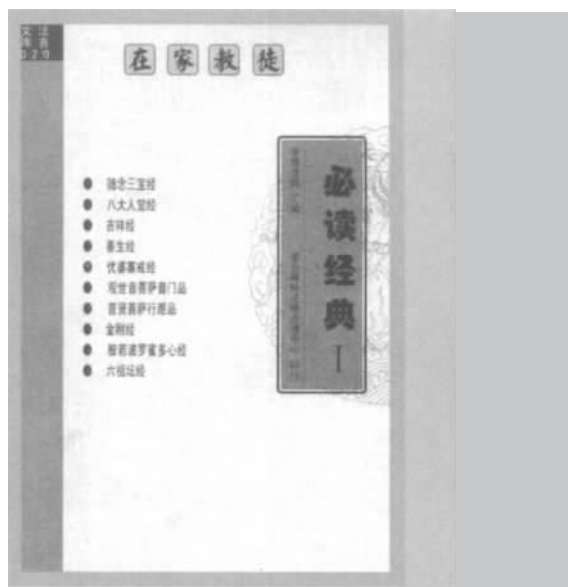 在家教徒
必读经典 I
随念三宝经
八大人觉经
吉祥经
善生经
优婆塞戒经
观世音菩萨普门品
普贤菩萨行愿品
金刚经
般若波罗蜜多心经
六祖坛经